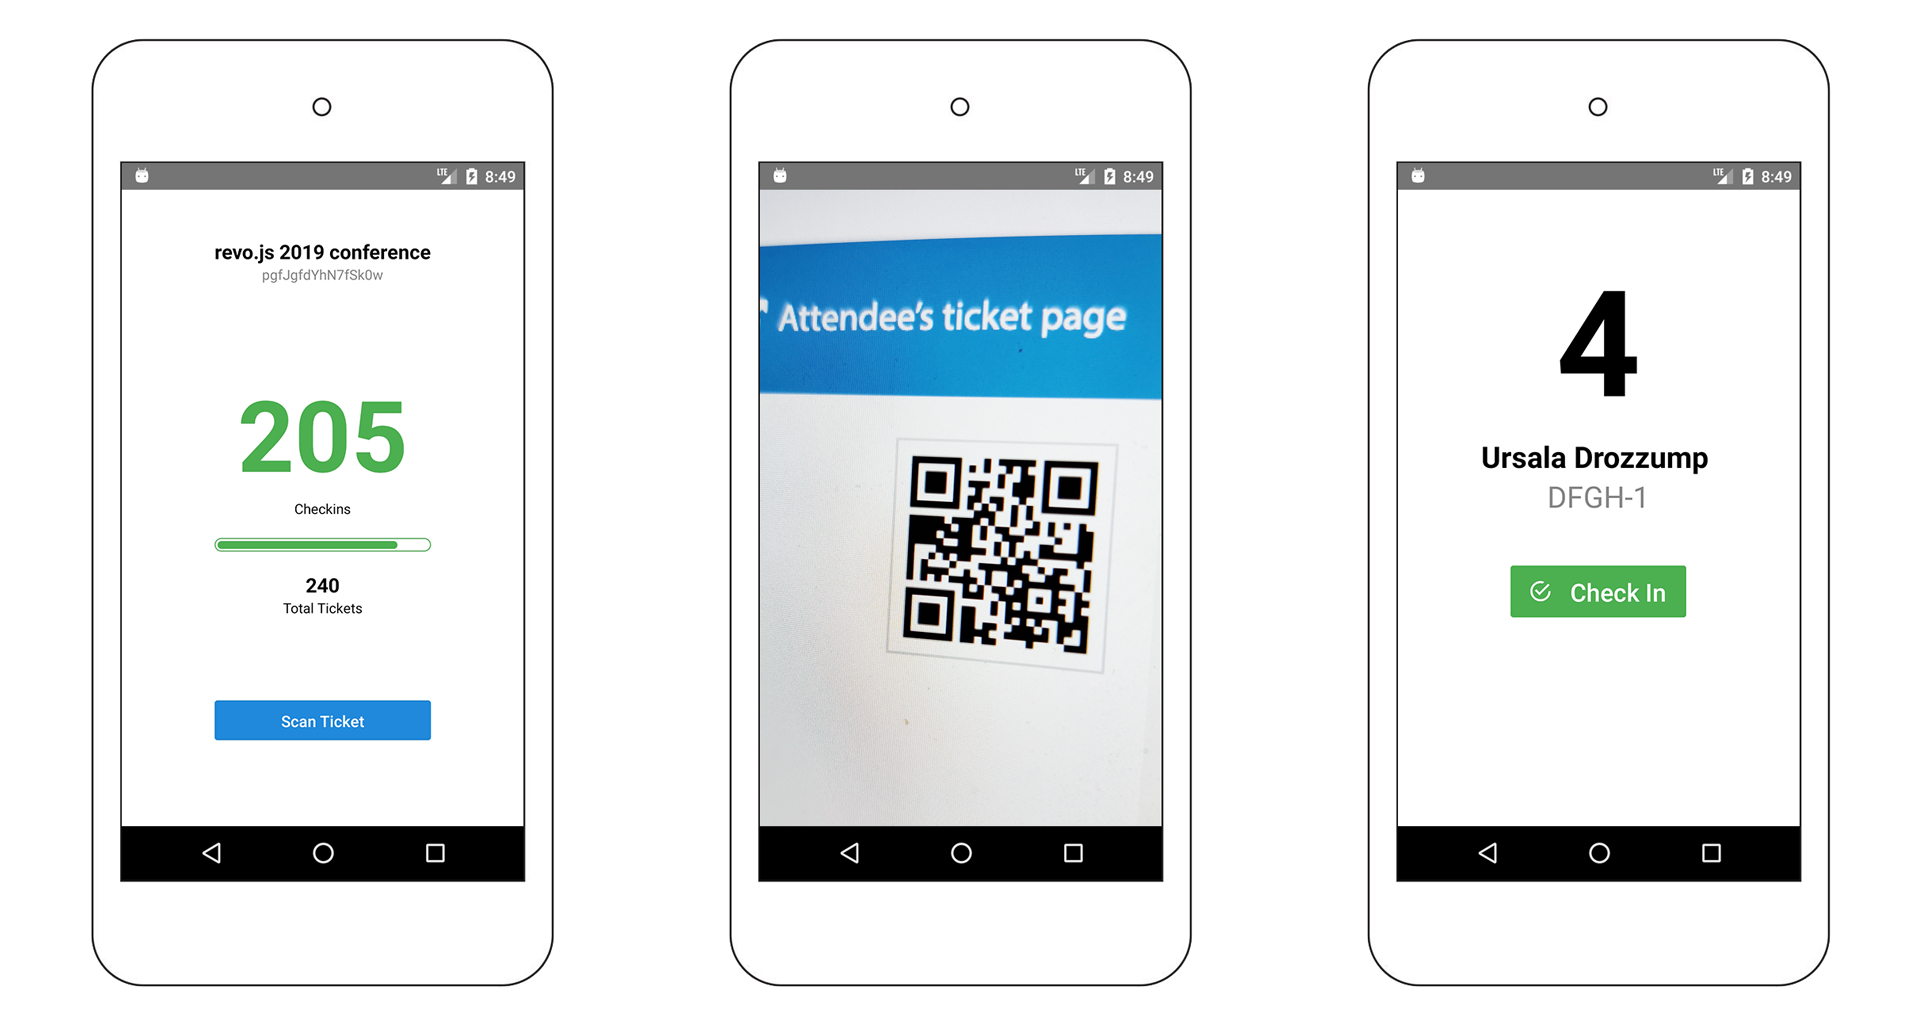 LTE 8:49
revo.js 2019 conference
pgfJgfdYhN7fSk0w
205
Checkins
240
Total Tickets
Scan Ticket
LTE 8:49
Attendee's ticket page
LTE 8:49
4
Ursala Drozzump
DFGH-1
Check In